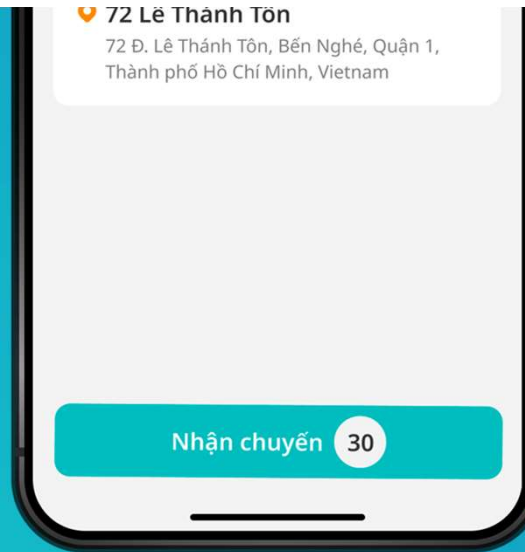 72 Lê Thánh Tôn
72 Đ. Lê Thánh Tôn, Bến Nghé, Quận 1,
Thành phố Hồ Chí Minh, Vietnam
Nhận chuyến 30